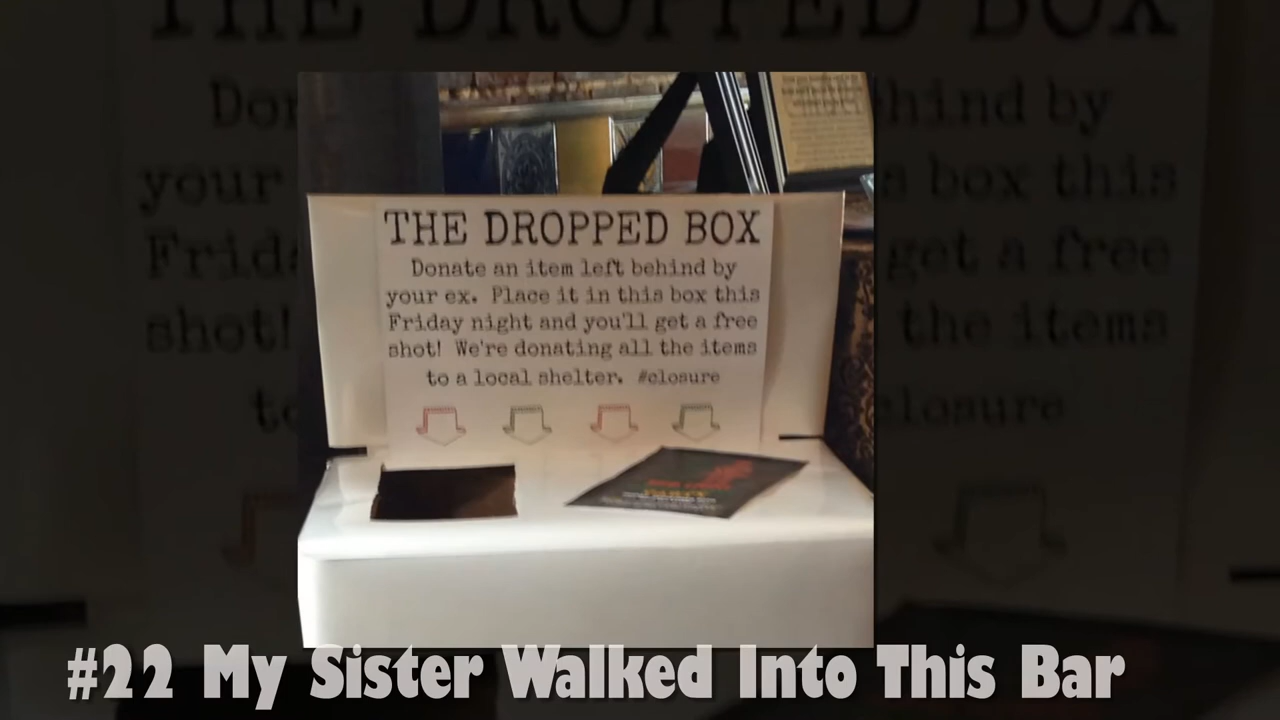 THE DROPPED BOX
Donate an item left behind by
your ex. Place it in this box this
Friday night and you'll get a free
shot! We're donating all the items
to a local shelter. #closure
PARTY
#22 My Sister Walked Into This Bar